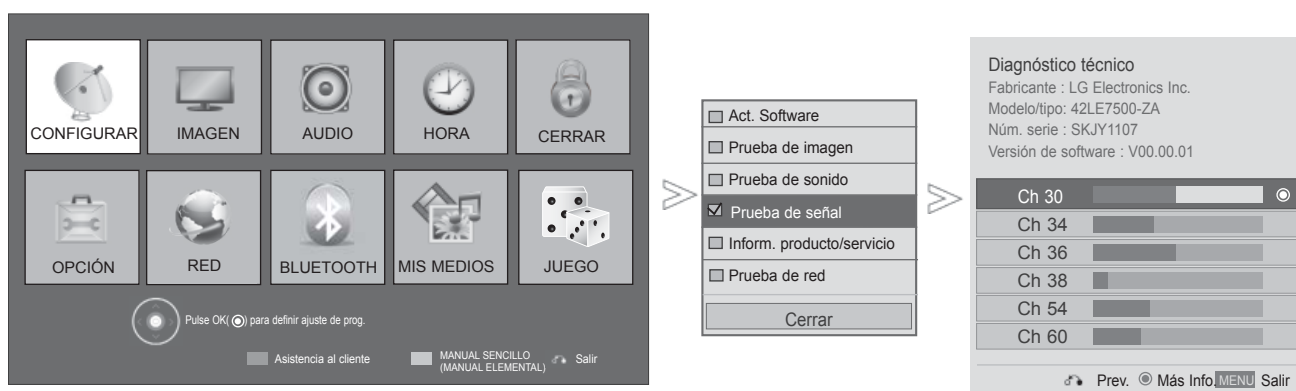 CONFIGURAR
IMAGEN
AUDIO
HORA
CERRAR
OPCIÓN
RED
BLUETOOTH
MIS MEDIOS
JUEGO
Pulse OK( ) para definir ajuste de prog.
Asistencia al cliente
MANUAL SENCILLO
(MANUAL ELEMENTAL)
Salir
Act. Software
Prueba de imagen
Prueba de sonido
Prueba de señal
Inform. producto/servicio
Prueba de red
Cerrar
Diagnóstico técnico
Fabricante : LG Electronics Inc.
Modelo/tipo: 42LE7500-ZA
Núm. serie : SKJY1107
Versión de software : V00.00.01
Ch 30
Ch 34
Ch 36
Ch 38
Ch 54
Ch 60
Prev. Más Info. MENU Salir